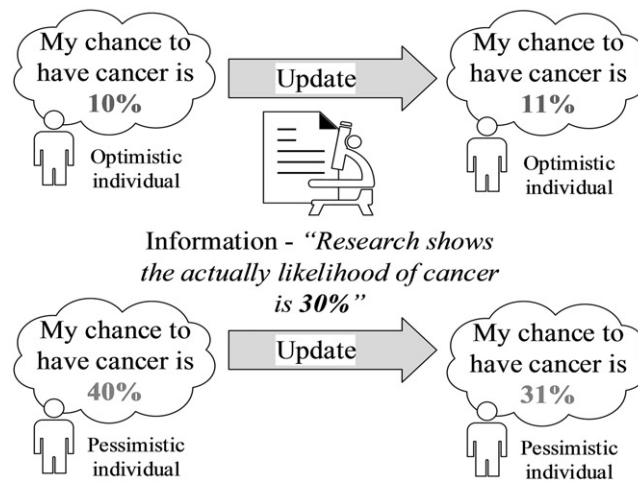 My chance to
have cancer is
10%
Optimistic
individual
Update
My chance to
have cancer is
11%
Optimistic
individual
Information - “Research shows
the actually likelihood of cancer
is 30%”
My chance to
have cancer is
40%
Pessimistic
individual
Update
My chance to
have cancer is
31%
Pessimistic
individual